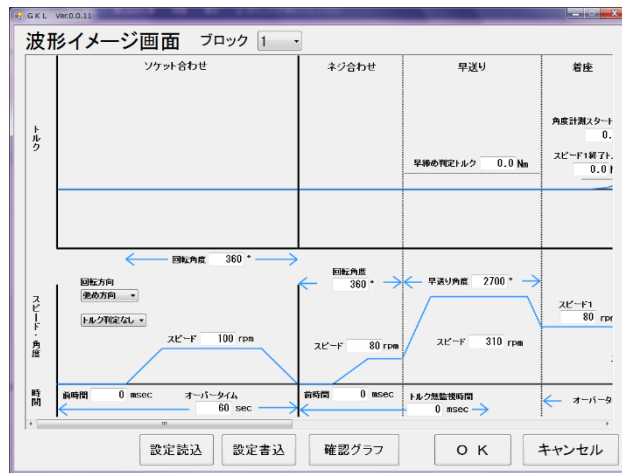 GKL Ver.0.0.11
波形イメージ画面 ブロック 1
ソケット合わせ
ネジ合わせ
早送り
着座
トルク
角度計測スタート
0.
早締め判定トルク 0.0 Nm
スピード1終了ト
0.0
回転角度 360 °
回転角度
360 °
早送り角度 2700 °
スピード・角度
回転方向
弛め方向
トルク判定なし
スピード 100 rpm
スピード 80 rpm
スピード 310 rpm
スピード1
80 rpm
時間
前時間 0 msec
オーバータイム
60 sec
前時間 0 msec
トルク無監視時間
0 msec
オーバータ
設定読込
設定書込
確認グラフ
OK
キャンセル